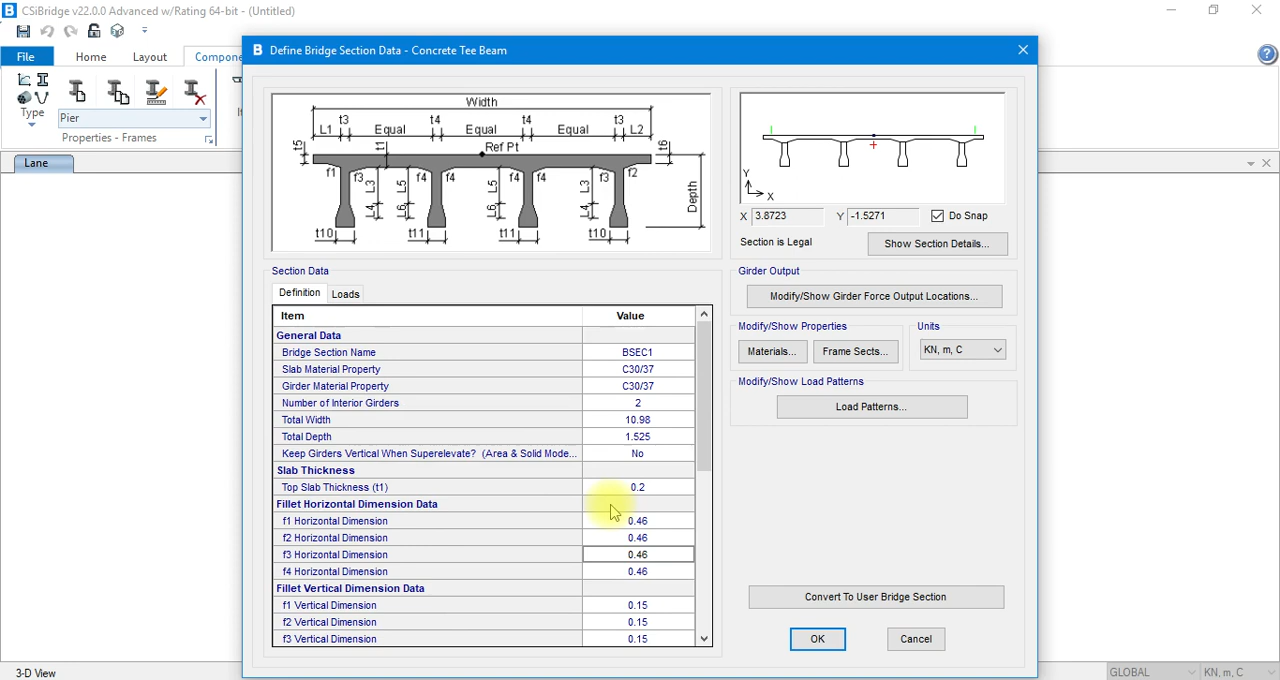 CSiBridge v22.0.0 Advanced w/Rating 64-bit - (Untitled)
File
Home
Layout
Compone
Type
Pier
Properties - Frames
It
Lane
Define Bridge Section Data - Concrete Tee Beam
Width
L1 t3 Equal t4 Equal t4 Equal t3 L2
t5 t1 Ref Pt t6
f1 f3 L3 L5 f4 f4 L5 f4 f4 L3 f3 f2 Depth
L4 L6 L6 L4
t10 t11 t11 t10
Y
X
X 3.8723 Y -1.5271 Do Snap
Section is Legal Show Section Details...
Section Data
Definition Loads
Item Value
General Data
Bridge Section Name BSEC1
Slab Material Property C30/37
Girder Material Property C30/37
Number of Interior Girders 2
Total Width 10.98
Total Depth 1.525
Keep Girders Vertical When Superelevate? (Area & Solid Mode... No
Slab Thickness
Top Slab Thickness (t1) 0.2
Fillet Horizontal Dimension Data
f1 Horizontal Dimension 0.46
f2 Horizontal Dimension 0.46
f3 Horizontal Dimension 0.46
f4 Horizontal Dimension 0.46
Fillet Vertical Dimension Data
f1 Vertical Dimension 0.15
f2 Vertical Dimension 0.15
f3 Vertical Dimension 0.15
Girder Output
Modify/Show Girder Force Output Locations...
Modify/Show Properties
Materials... Frame Sects...
Units
KN, m, C
Modify/Show Load Patterns
Load Patterns...
Convert To User Bridge Section
OK Cancel
3-D View
GLOBAL KN, m, C